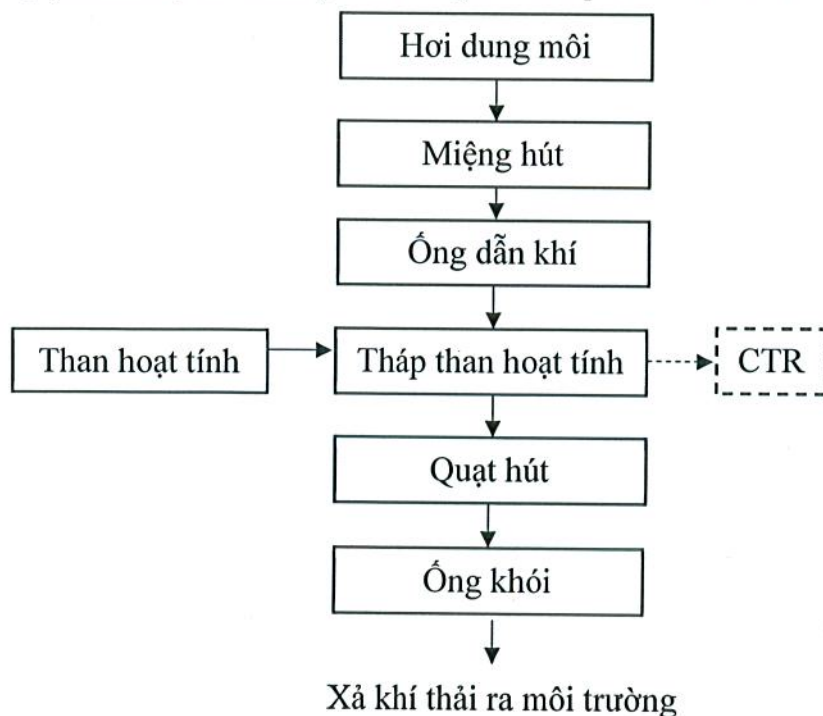 Hơi dung môi
Miệng hút
Ống dẫn khí
Than hoạt tính
Tháp than hoạt tính
CTR
Quạt hút
Ống khói
Xả khí thải ra môi trường